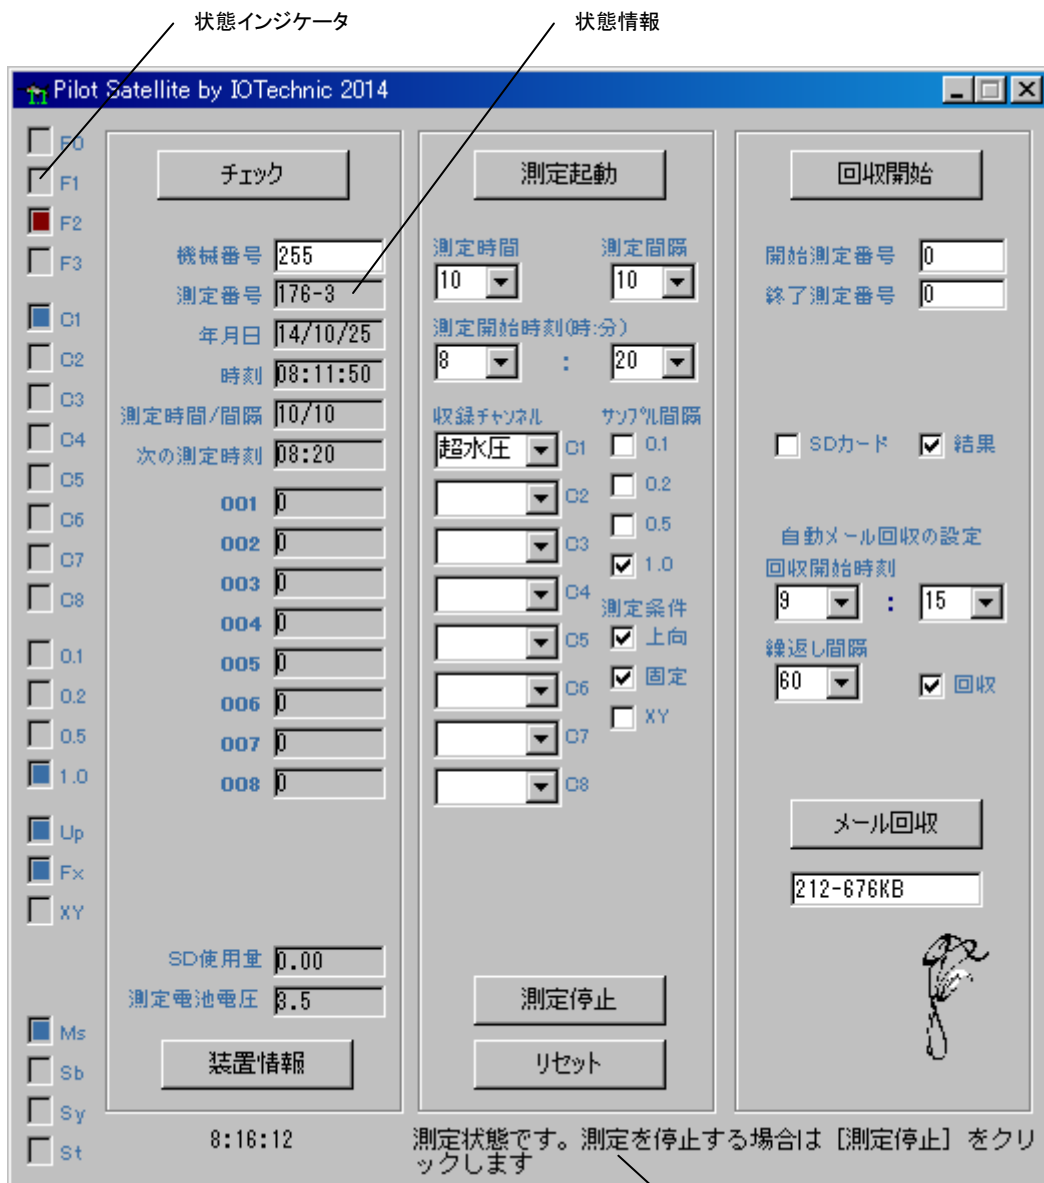 状態インジケータ
状態情報
Pilot Satellite by IOTechnic 2014
F0
F1
F2
F3
C1
C2
C3
C4
C5
C6
C7
C8
0.1
0.2
0.5
1.0
Up
Fx
XY
Ms
Sb
Sy
St
チェック
機械番号 255
測定番号 176-3
年月日 14/10/25
時刻 08:11:50
測定時間/間隔 10/10
次の測定時刻 08:20
001 0
002 0
003 0
004 0
005 0
006 0
007 0
008 0
SD使用量 0.00
測定電池電圧 3.5
装置情報
8:16:12
測定起動
測定時間 測定間隔
10 10
測定開始時刻(時:分)
8 : 20
収録チャンネル サンプル間隔
超水圧 C1 0.1
C2 0.2
C3 0.5
1.0
C4 測定条件
C5 上向
C6 固定
C7 XY
C8
測定停止
リセット
回収開始
開始測定番号 0
終了測定番号 0
SDカード 結果
自動メール回収の設定
回収開始時刻
9 : 15
繰返し間隔
60 回収
メール回収
212-676KB
測定状態です。測定を停止する場合は [測定停止] をクリ
ックします